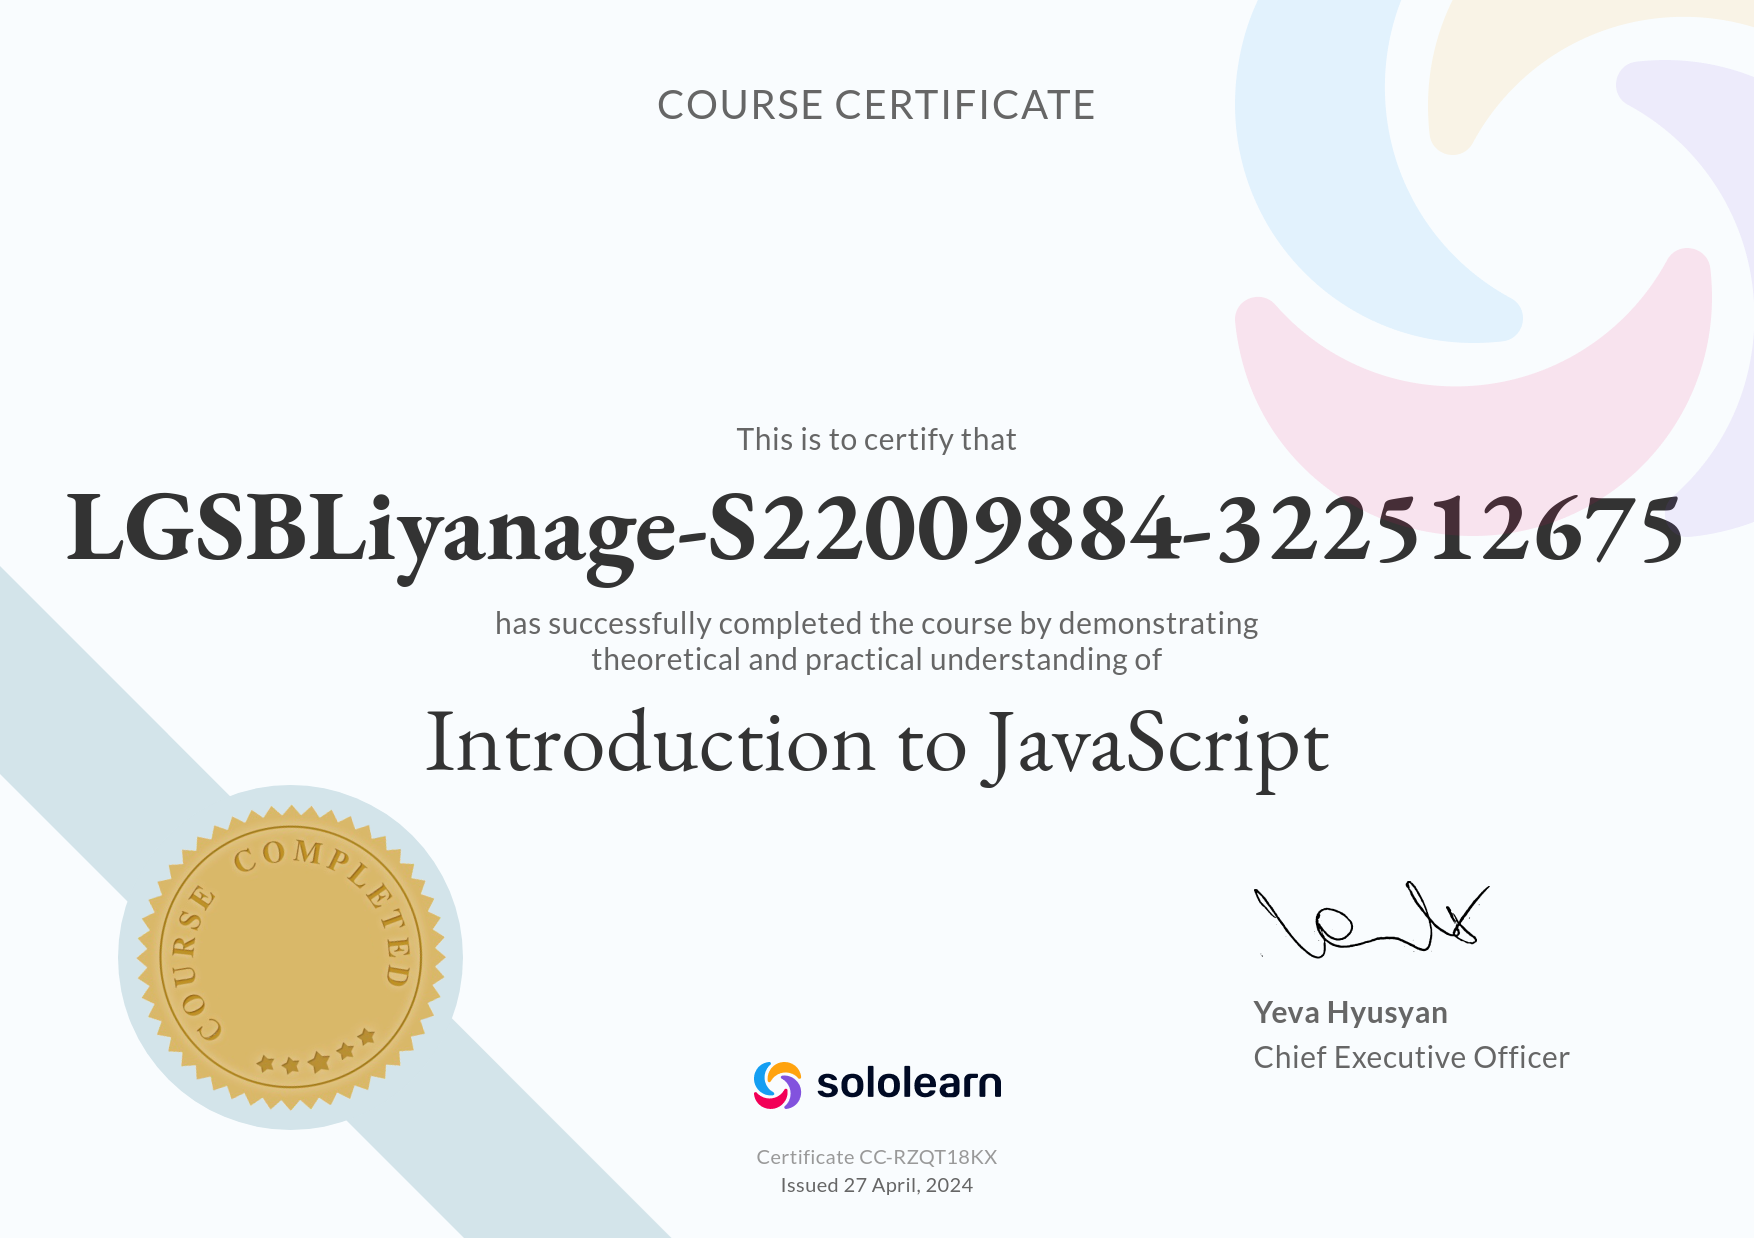 COURSE CERTIFICATE
This is to certify that
LGSBLiyanage-S22009884-322512675
has successfully completed the course by demonstrating
theoretical and practical understanding of
Introduction to JavaScript
COURSE COMPLETED
Yeva Hyusyan
Chief Executive Officer
sololearn
Certificate CC-RZQT18KX
Issued 27 April, 2024